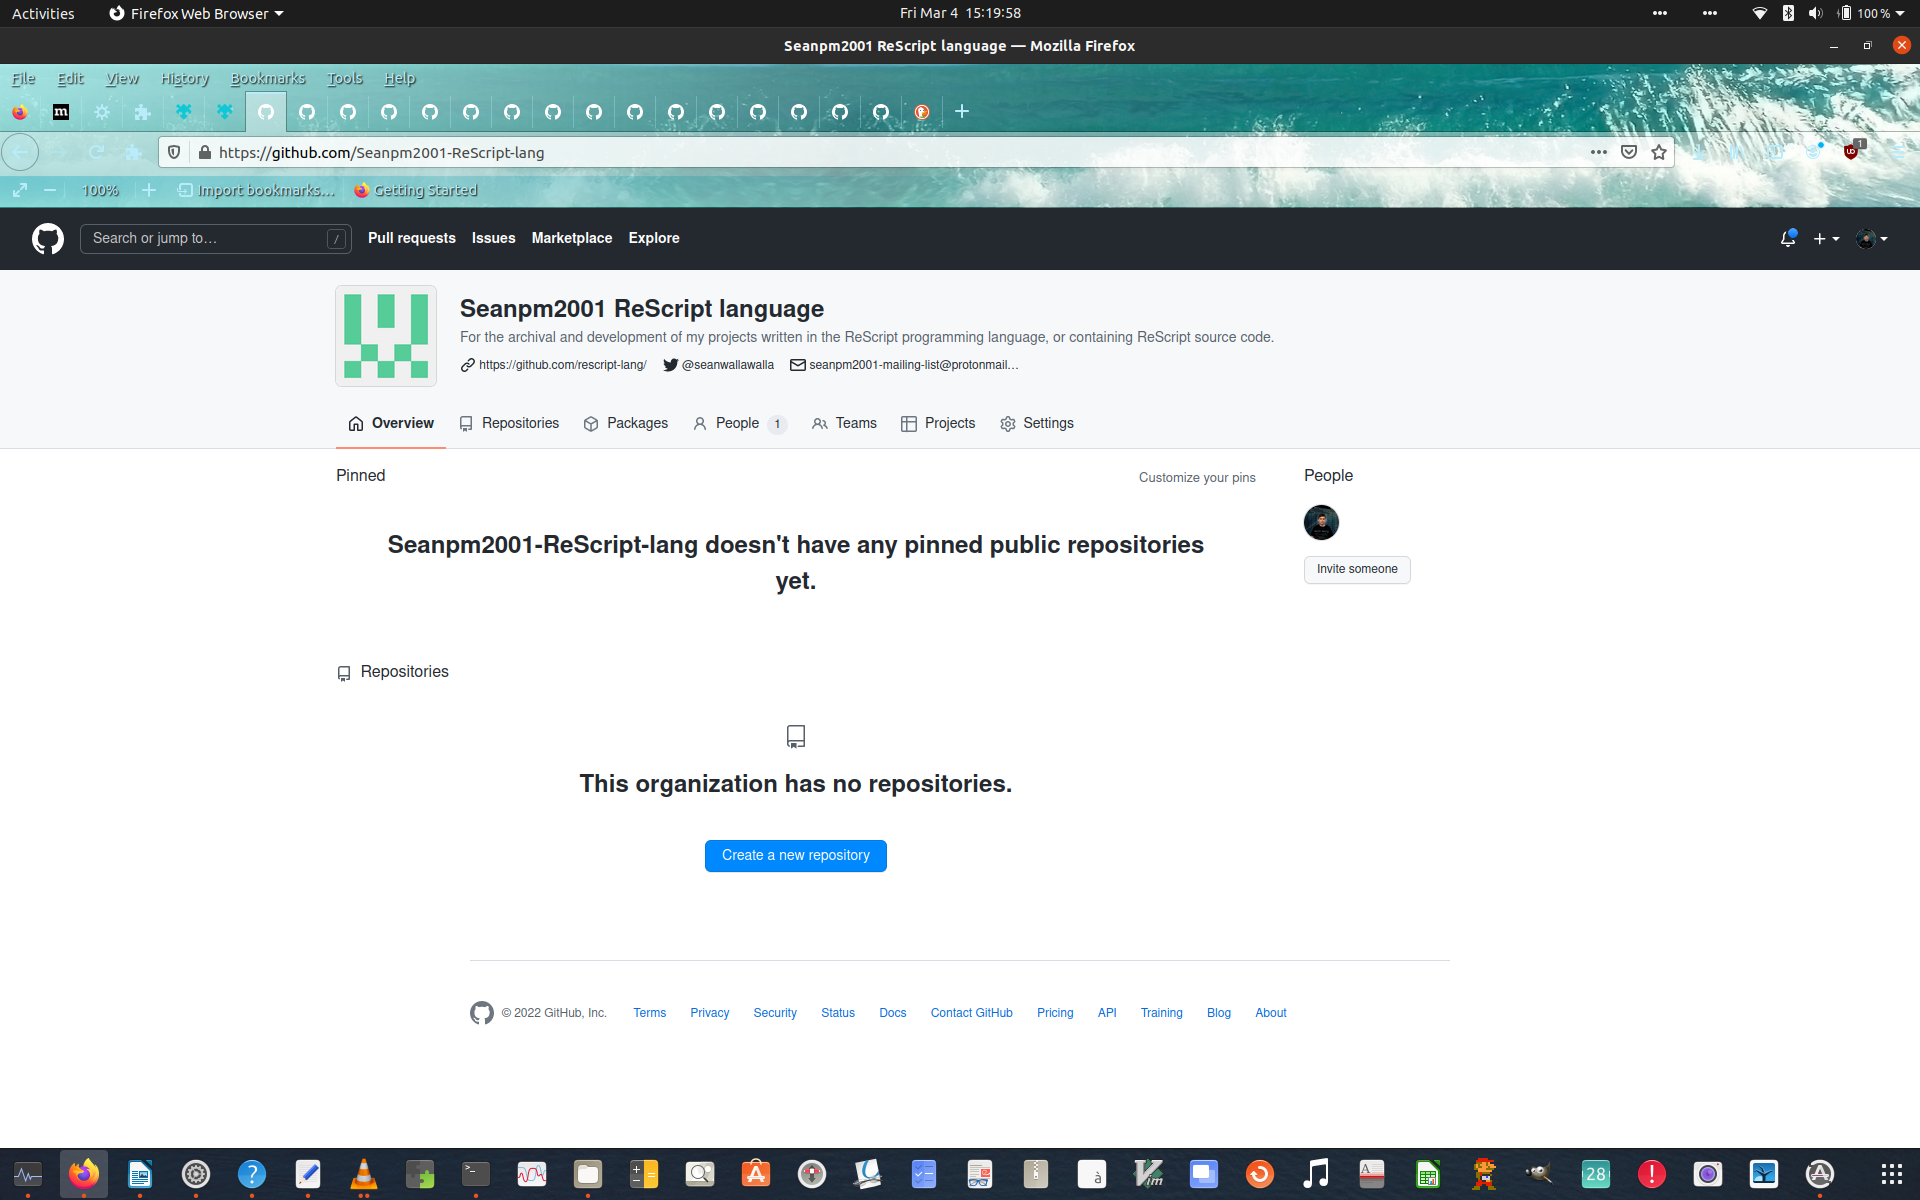 Activities Firefox Web Browser Fri Mar 4 15:19:58 100 %
Seanpm2001 ReScript language — Mozilla Firefox
File Edit View History Bookmarks Tools Help
m
https://github.com/Seanpm2001-ReScript-lang 1
100% Import bookmarks... Getting Started
Search or jump to... / Pull requests Issues Marketplace Explore
Seanpm2001 ReScript language
For the archival and development of my projects written in the ReScript programming language, or containing ReScript source code.
https://github.com/rescript-lang/ @seanwallawalla seanpm2001-mailing-list@protonmail...
Overview Repositories Packages People 1 Teams Projects Settings
Pinned Customize your pins People
Seanpm2001-ReScript-lang doesn't have any pinned public repositories
yet.
Invite someone
Repositories
This organization has no repositories.
Create a new repository
© 2022 GitHub, Inc. Terms Privacy Security Status Docs Contact GitHub Pricing API Training Blog About
28